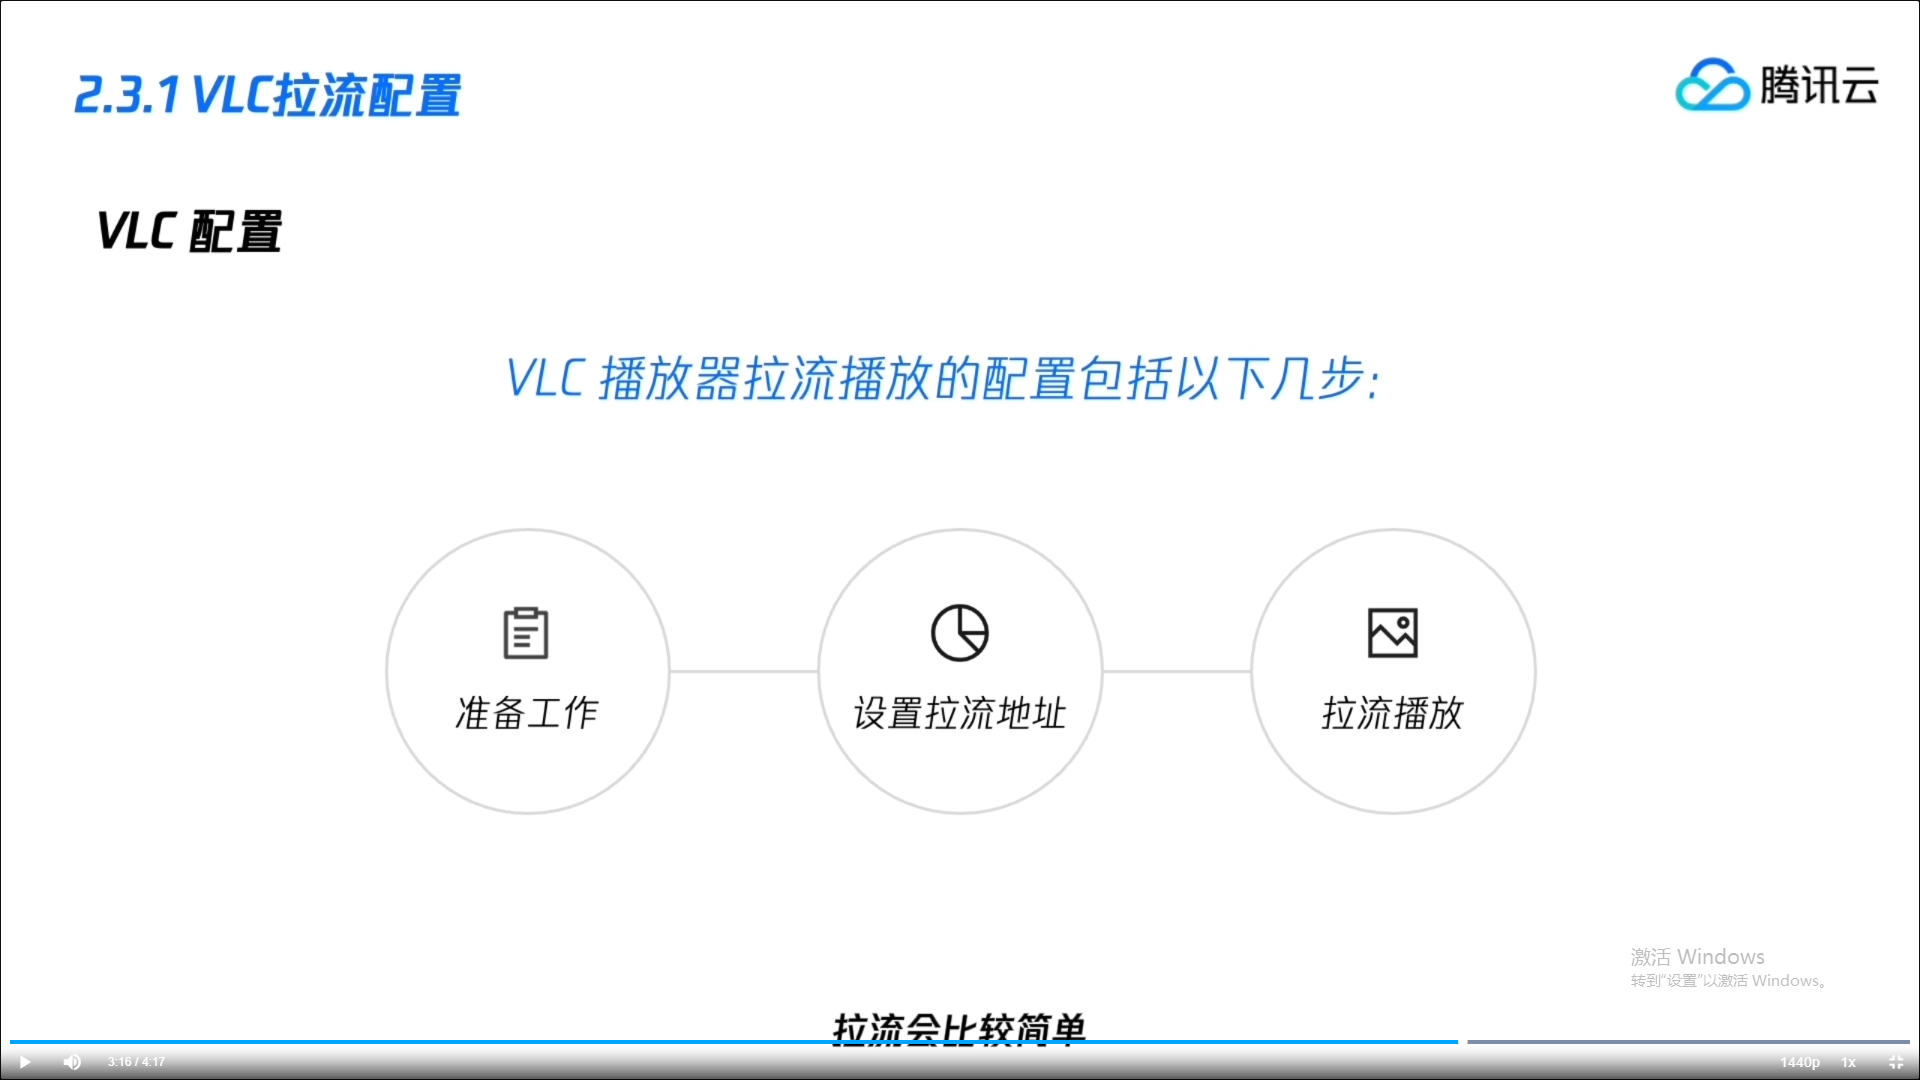 2.3.1 VLC拉流配置
腾讯云
VLC 配置
VLC 播放器拉流播放的配置包括以下几步:
准备工作
设置拉流地址
拉流播放
激活 Windows
转到“设置”以激活 Windows。
拉流会比较简单
3:16 / 4:17
1440p
1x